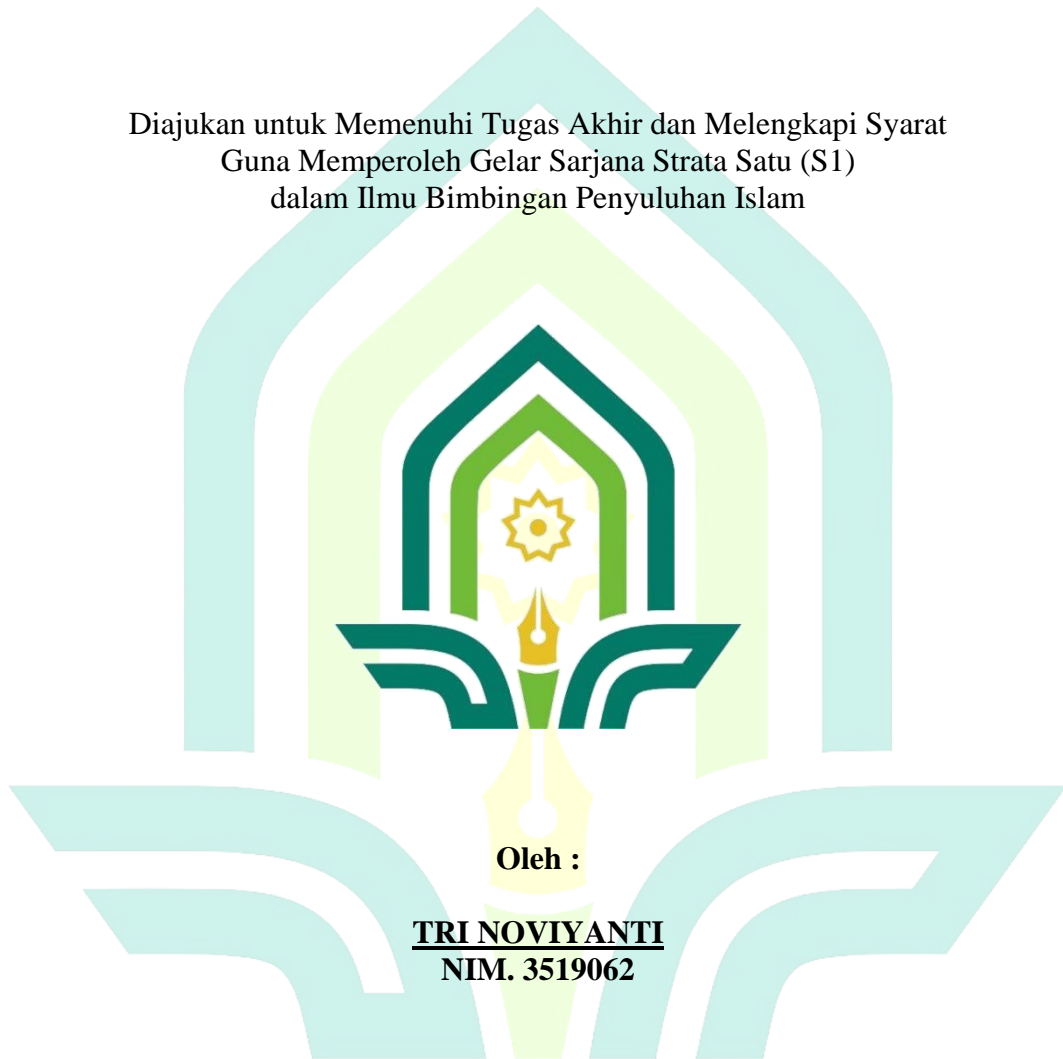 Diajukan untuk Memenuhi Tugas Akhir dan Melengkapi Syarat
Guna Memperoleh Gelar Sarjana Strata Satu (S1)
dalam Ilmu Bimbingan Penyuluhan Islam
Oleh :
TRI NOVIYANTI
NIM. 3519062